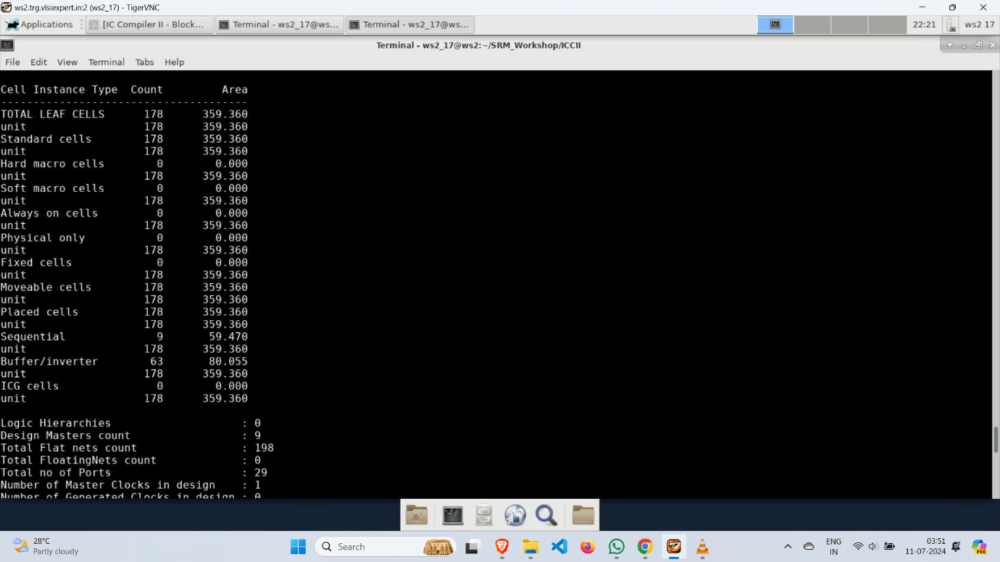 ws2.trg.vlsiexpert.in:2 (ws2_17) - TigerVNC
Applications [IC Compiler II - Block... Terminal - ws2_17@ws... Terminal - ws2_17@ws... 22:21 ws2 17
Terminal - ws2_17@ws2:~/SRM_Workshop/ICCII
File Edit View Terminal Tabs Help
Cell Instance Type Count Area
--------------------------------------
TOTAL LEAF CELLS 178 359.360
unit 178 359.360
Standard cells 178 359.360
unit 178 359.360
Hard macro cells 0 0.000
unit 178 359.360
Soft macro cells 0 0.000
unit 178 359.360
Always on cells 0 0.000
unit 178 359.360
Physical only 0 0.000
unit 178 359.360
Fixed cells 0 0.000
unit 178 359.360
Moveable cells 178 359.360
unit 178 359.360
Placed cells 178 359.360
unit 178 359.360
Sequential 9 59.470
unit 178 359.360
Buffer/inverter 63 80.055
unit 178 359.360
ICG cells 0 0.000
unit 178 359.360
Logic Hierarchies : 0
Design Masters count : 9
Total Flat nets count : 198
Total FloatingNets count : 0
Total no of Ports : 29
Number of Master Clocks in design : 1
Number of Generated Clocks in design : 0
28°C
Partly cloudy
Search
ENG
IN
03:51
11-07-2024
PRE